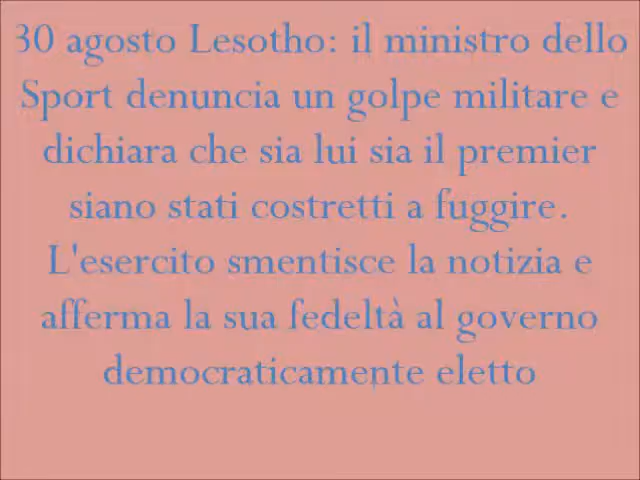 30 agosto Lesotho: il ministro dello
Sport denuncia un golpe militare e
dichiara che sia lui sia il premier
siano stati costretti a fuggire.
L'esercito smentisce la notizia e
afferma la sua fedeltà al governo
democraticamente eletto